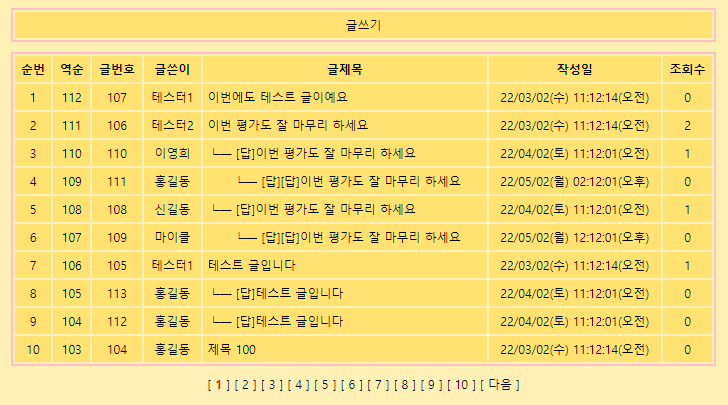 글쓰기
순번 역순 글번호 글쓴이 글제목 작성일 조회수
1 112 107 테스터1 이번에도 테스트 글이예요 22/03/02(수) 11:12:14(오전) 0
2 111 106 테스터2 이번 평가도 잘 마무리 하세요 22/03/02(수) 11:12:14(오전) 2
3 110 110 이영희 └─ [답]이번 평가도 잘 마무리 하세요 22/04/02(토) 11:12:01(오전) 1
4 109 111 홍길동 └─ [답][답]이번 평가도 잘 마무리 하세요 22/05/02(월) 02:12:01(오후) 0
5 108 108 신길동 └─ [답]이번 평가도 잘 마무리 하세요 22/04/02(토) 11:12:01(오전) 1
6 107 109 마이클 └─ [답][답]이번 평가도 잘 마무리 하세요 22/05/02(월) 12:12:01(오후) 0
7 106 105 테스터1 테스트 글입니다 22/03/02(수) 11:12:14(오전) 1
8 105 113 홍길동 └─ [답]테스트 글입니다 22/04/02(토) 11:12:01(오전) 0
9 104 112 홍길동 └─ [답]테스트 글입니다 22/04/02(토) 11:12:01(오전) 0
10 103 104 홍길동 제목 100 22/03/02(수) 11:12:14(오전) 0
[ 1 ] [ 2 ] [ 3 ] [ 4 ] [ 5 ] [ 6 ] [ 7 ] [ 8 ] [ 9 ] [ 10 ] [ 다음 ]